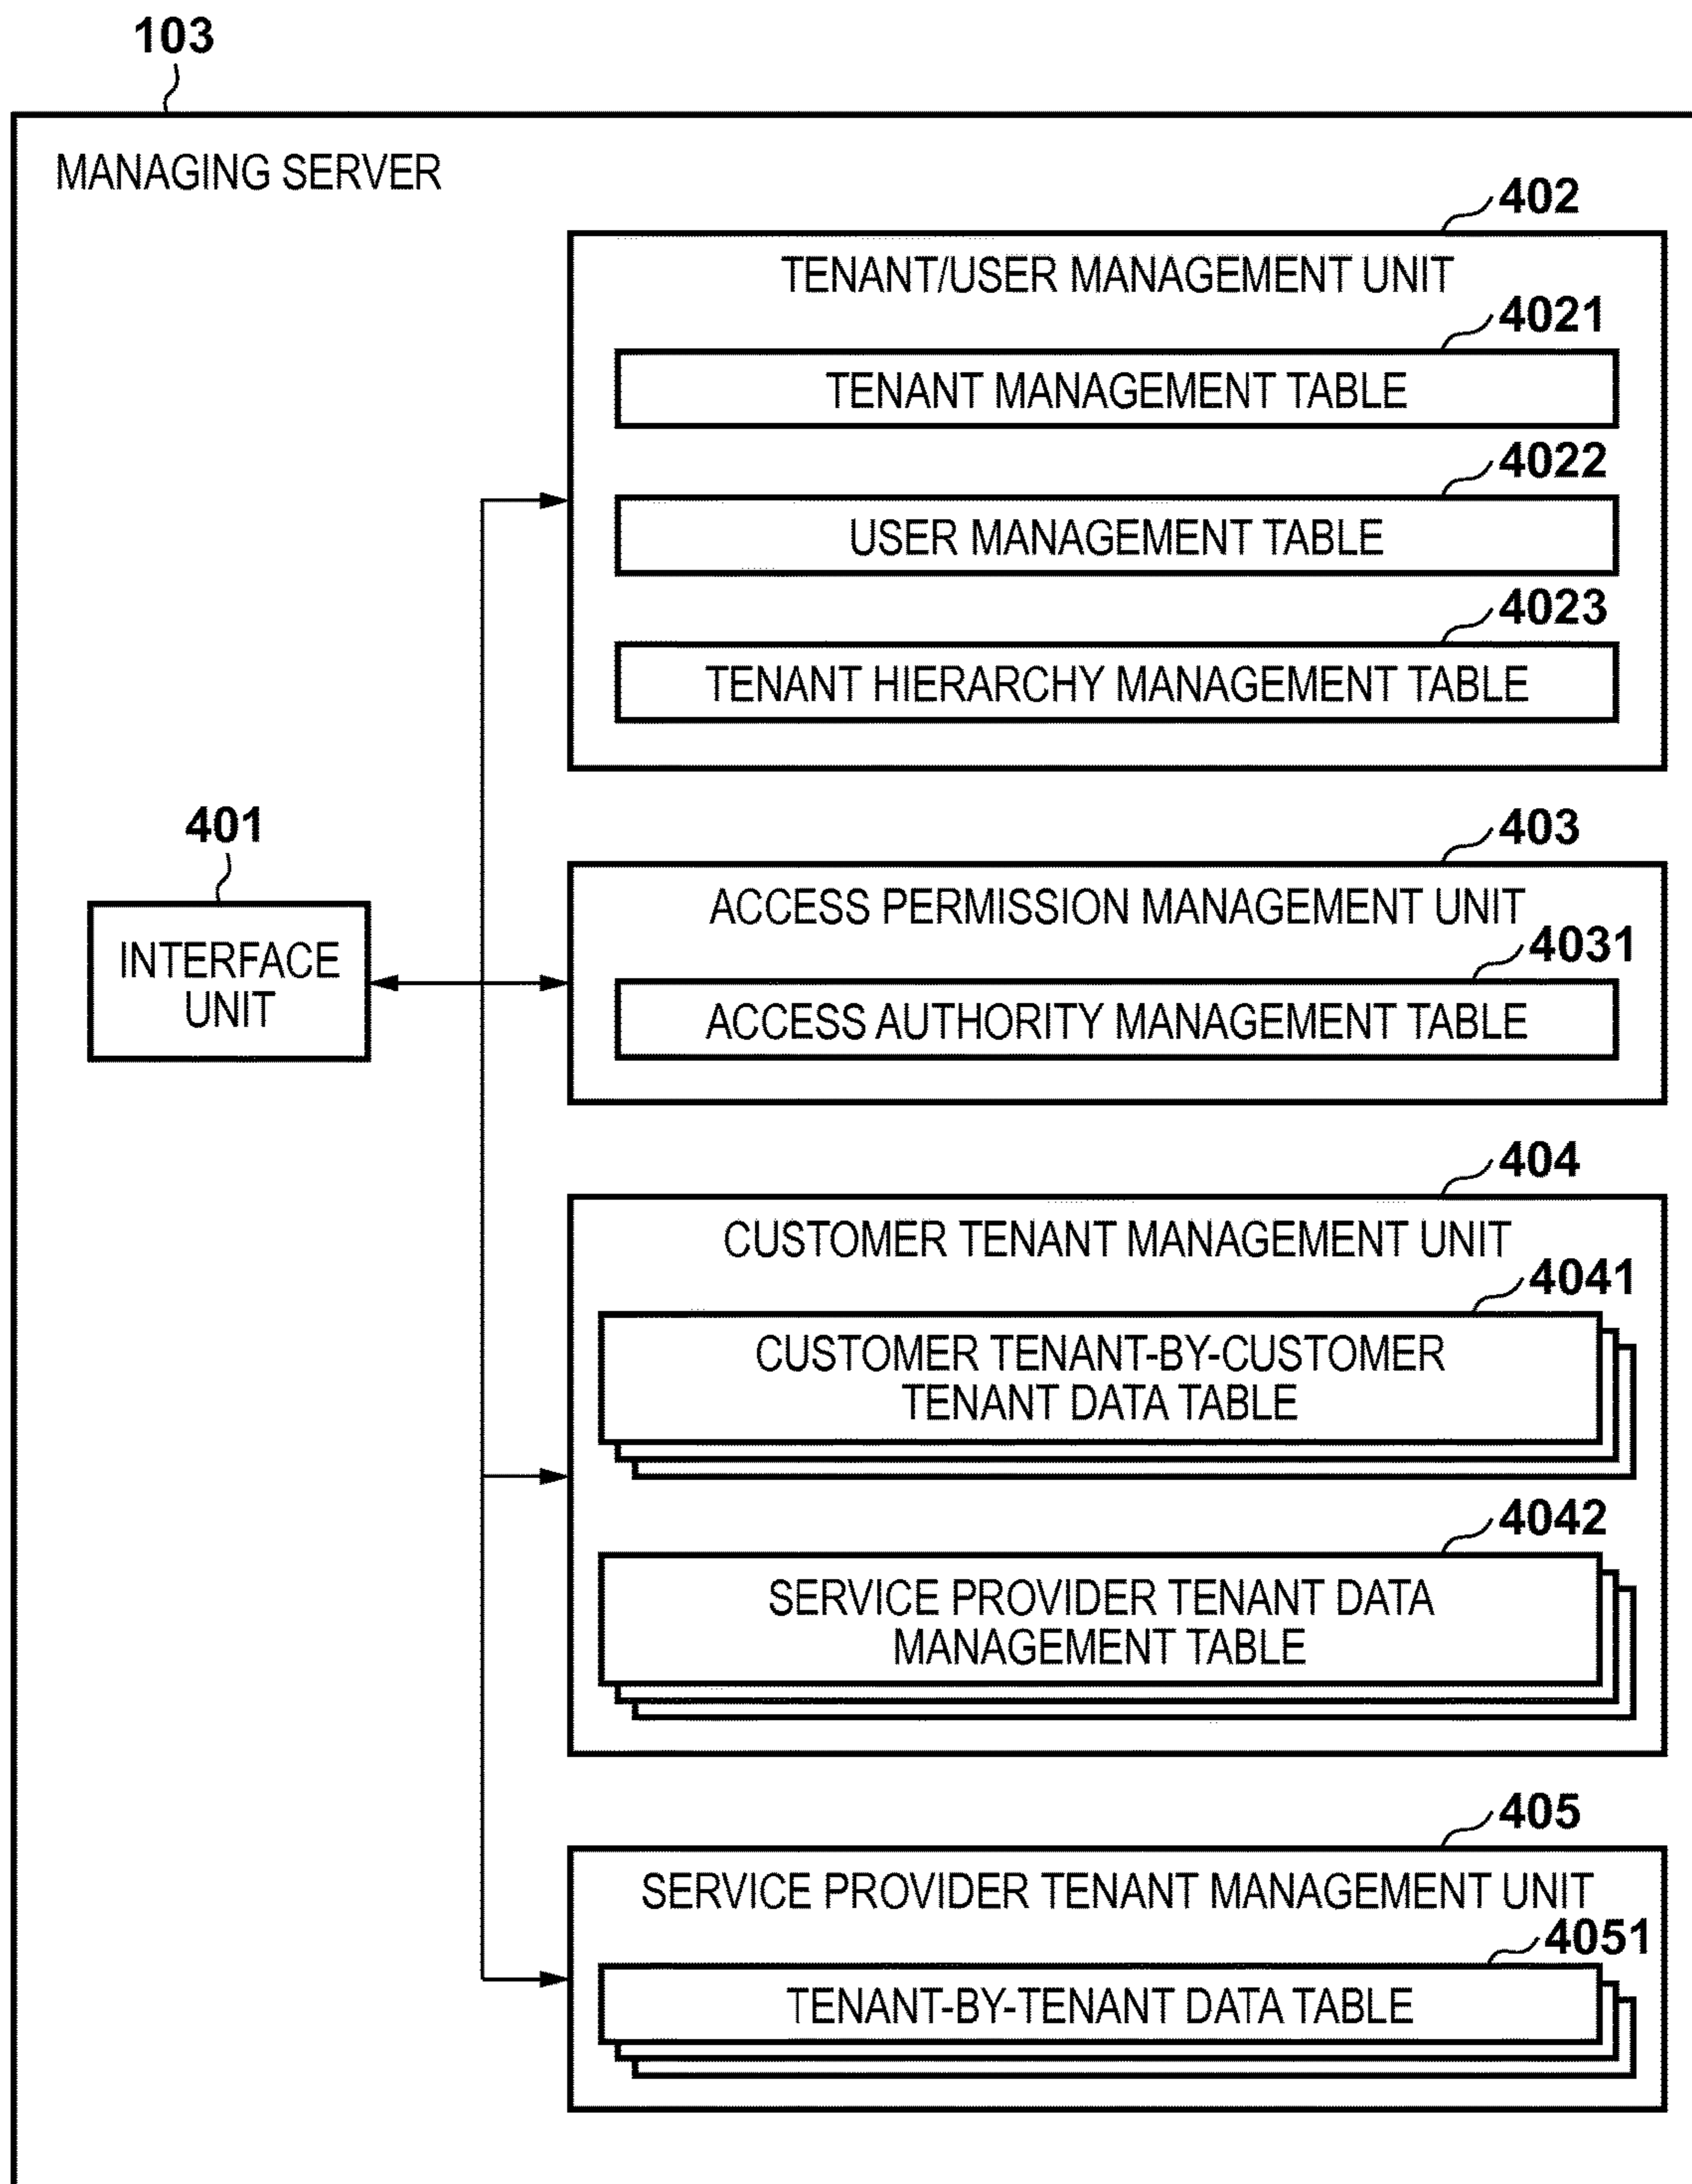 103
MANAGING SERVER
402
TENANT/USER MANAGEMENT UNIT
4021
TENANT MANAGEMENT TABLE
4022
USER MANAGEMENT TABLE
4023
TENANT HIERARCHY MANAGEMENT TABLE
401
INTERFACE
UNIT
403
ACCESS PERMISSION MANAGEMENT UNIT
4031
ACCESS AUTHORITY MANAGEMENT TABLE
404
CUSTOMER TENANT MANAGEMENT UNIT
4041
CUSTOMER TENANT-BY-CUSTOMER
TENANT DATA TABLE
4042
SERVICE PROVIDER TENANT DATA
MANAGEMENT TABLE
405
SERVICE PROVIDER TENANT MANAGEMENT UNIT
4051
TENANT-BY-TENANT DATA TABLE